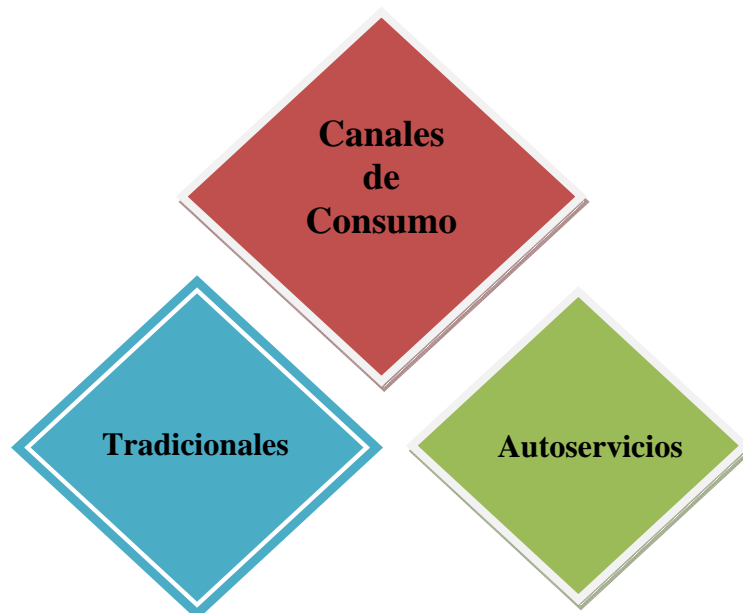 Canales
de
Consumo
Tradicionales
Autoservicios